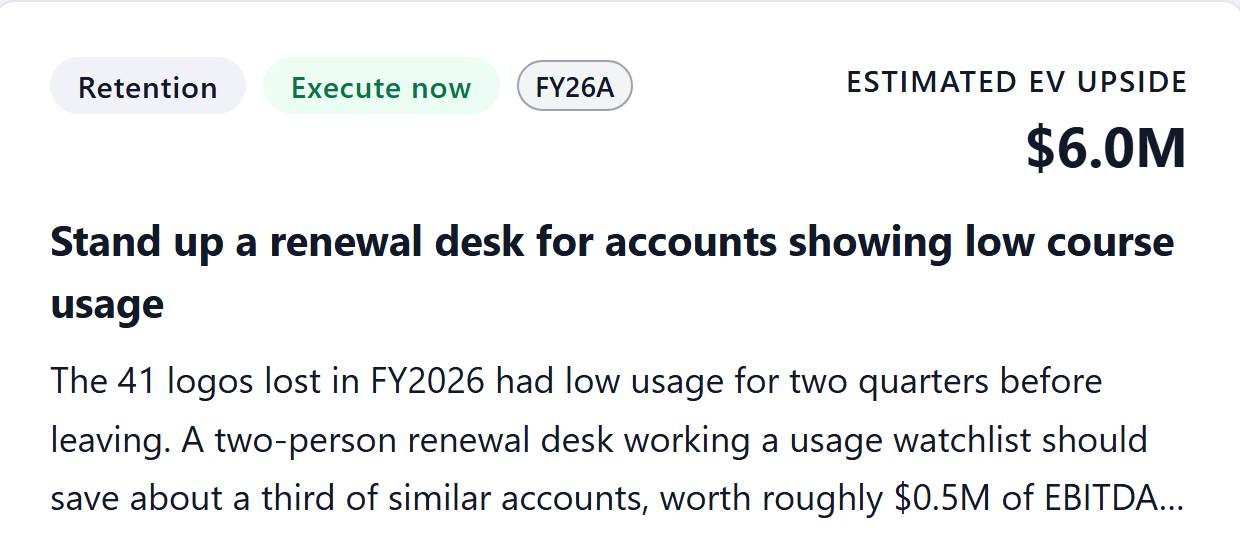 Retention
Execute now
FY26A
ESTIMATED EV UPSIDE
$6.0M
Stand up a renewal desk for accounts showing low course
usage
The 41 logos lost in FY2026 had low usage for two quarters before
leaving. A two-person renewal desk working a usage watchlist should
save about a third of similar accounts, worth roughly $0.5M of EBITDA...